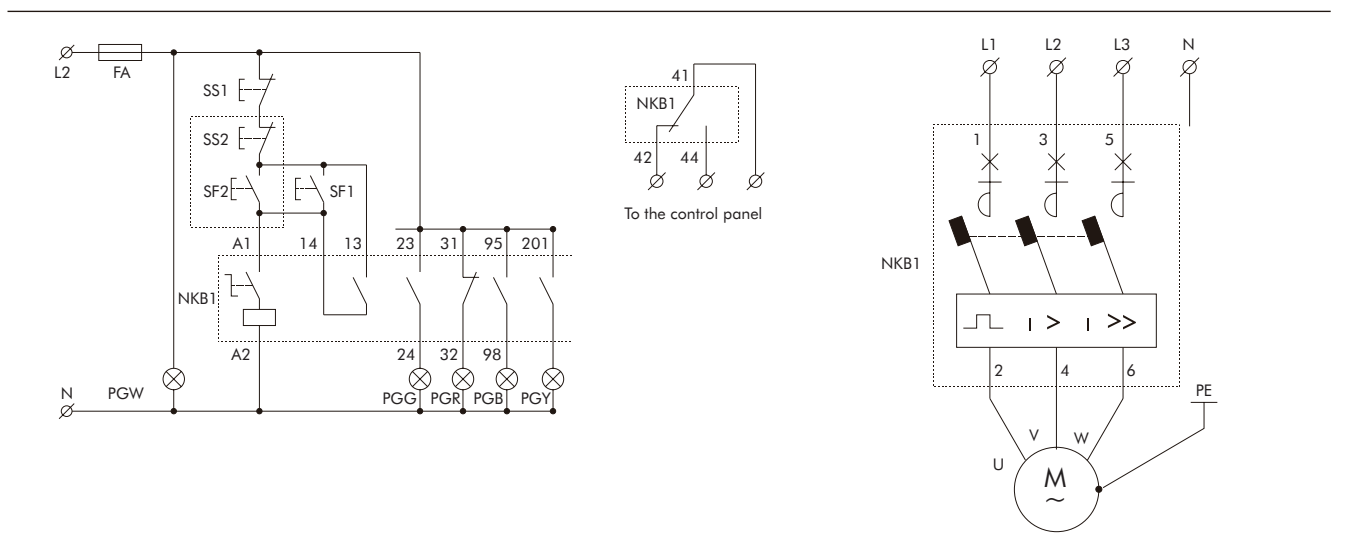 L2
FA
SS1
SS2
SF2
SF1
A1 14 13 23 31 95 201
NKB1
A2 24 32 98
N
PGW
PGG PGR PGB PGY
41
NKB1
42 44
To the control panel
L1 L2 L3 N
1 3 5
NKB1
I > I >>
2 4 6
PE
V W
U
M
~